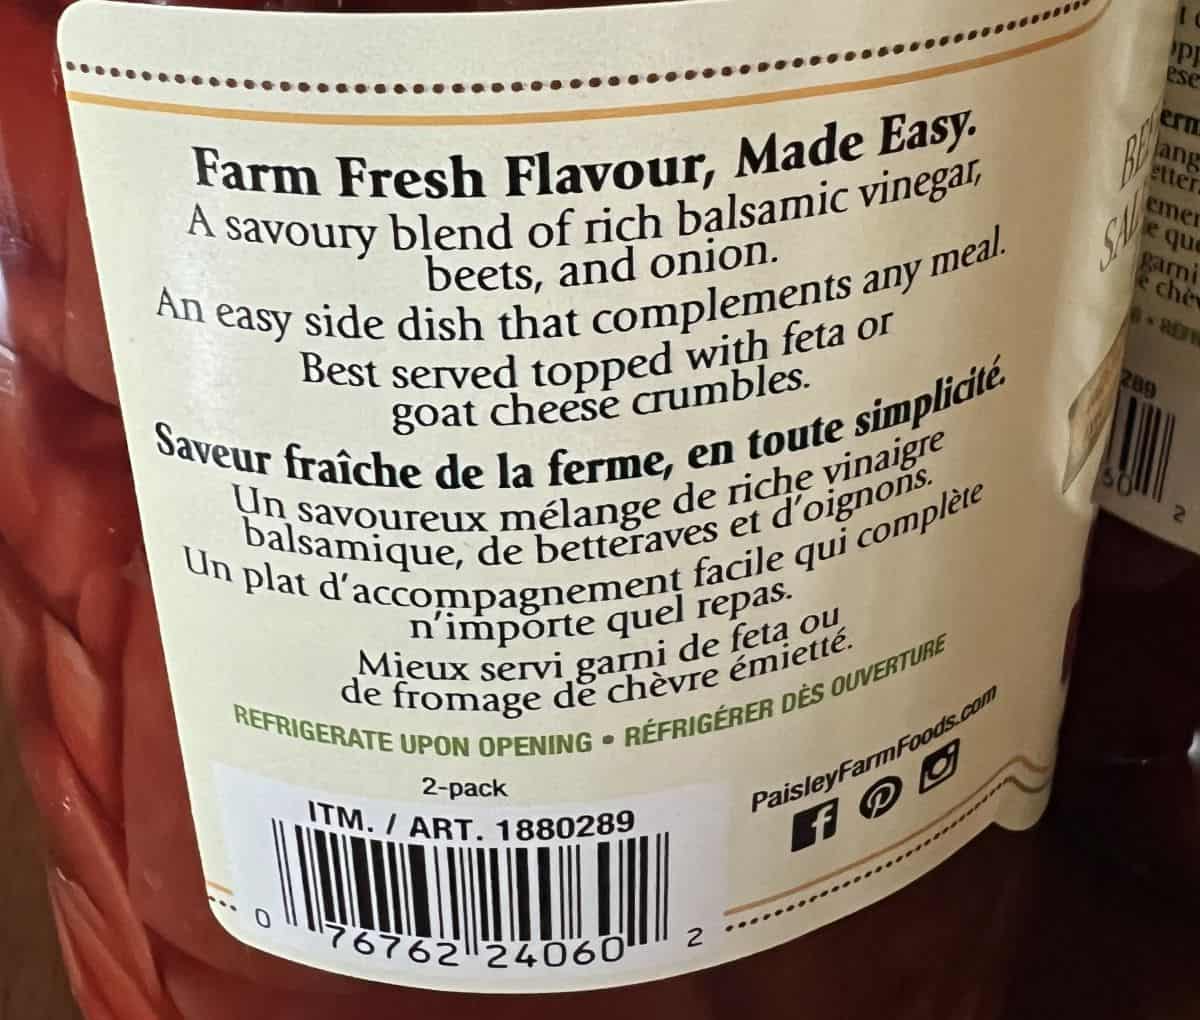 Farm Fresh Flavour, Made Easy.
A savoury blend of rich balsamic vinegar,
beets, and onion.
An easy side dish that complements any meal.
Best served topped with feta or
goat cheese crumbles.
Saveur fraîche de la ferme, en toute simplicité.
Un savoureux mélange de riche vinaigre
balsamique, de betteraves et d'oignons.
Un plat d'accompagnement facile qui complète
n'importe quel repas.
Mieux servi garni de feta ou
de fromage de chèvre émietté.
REFRIGERATE UPON OPENING • RÉFRIGÉRER DÈS OUVERTURE
2-pack
ITM. / ART. 1880289
0 76762 24060 2
PaisleyFarmFoods.com
garni
289
2